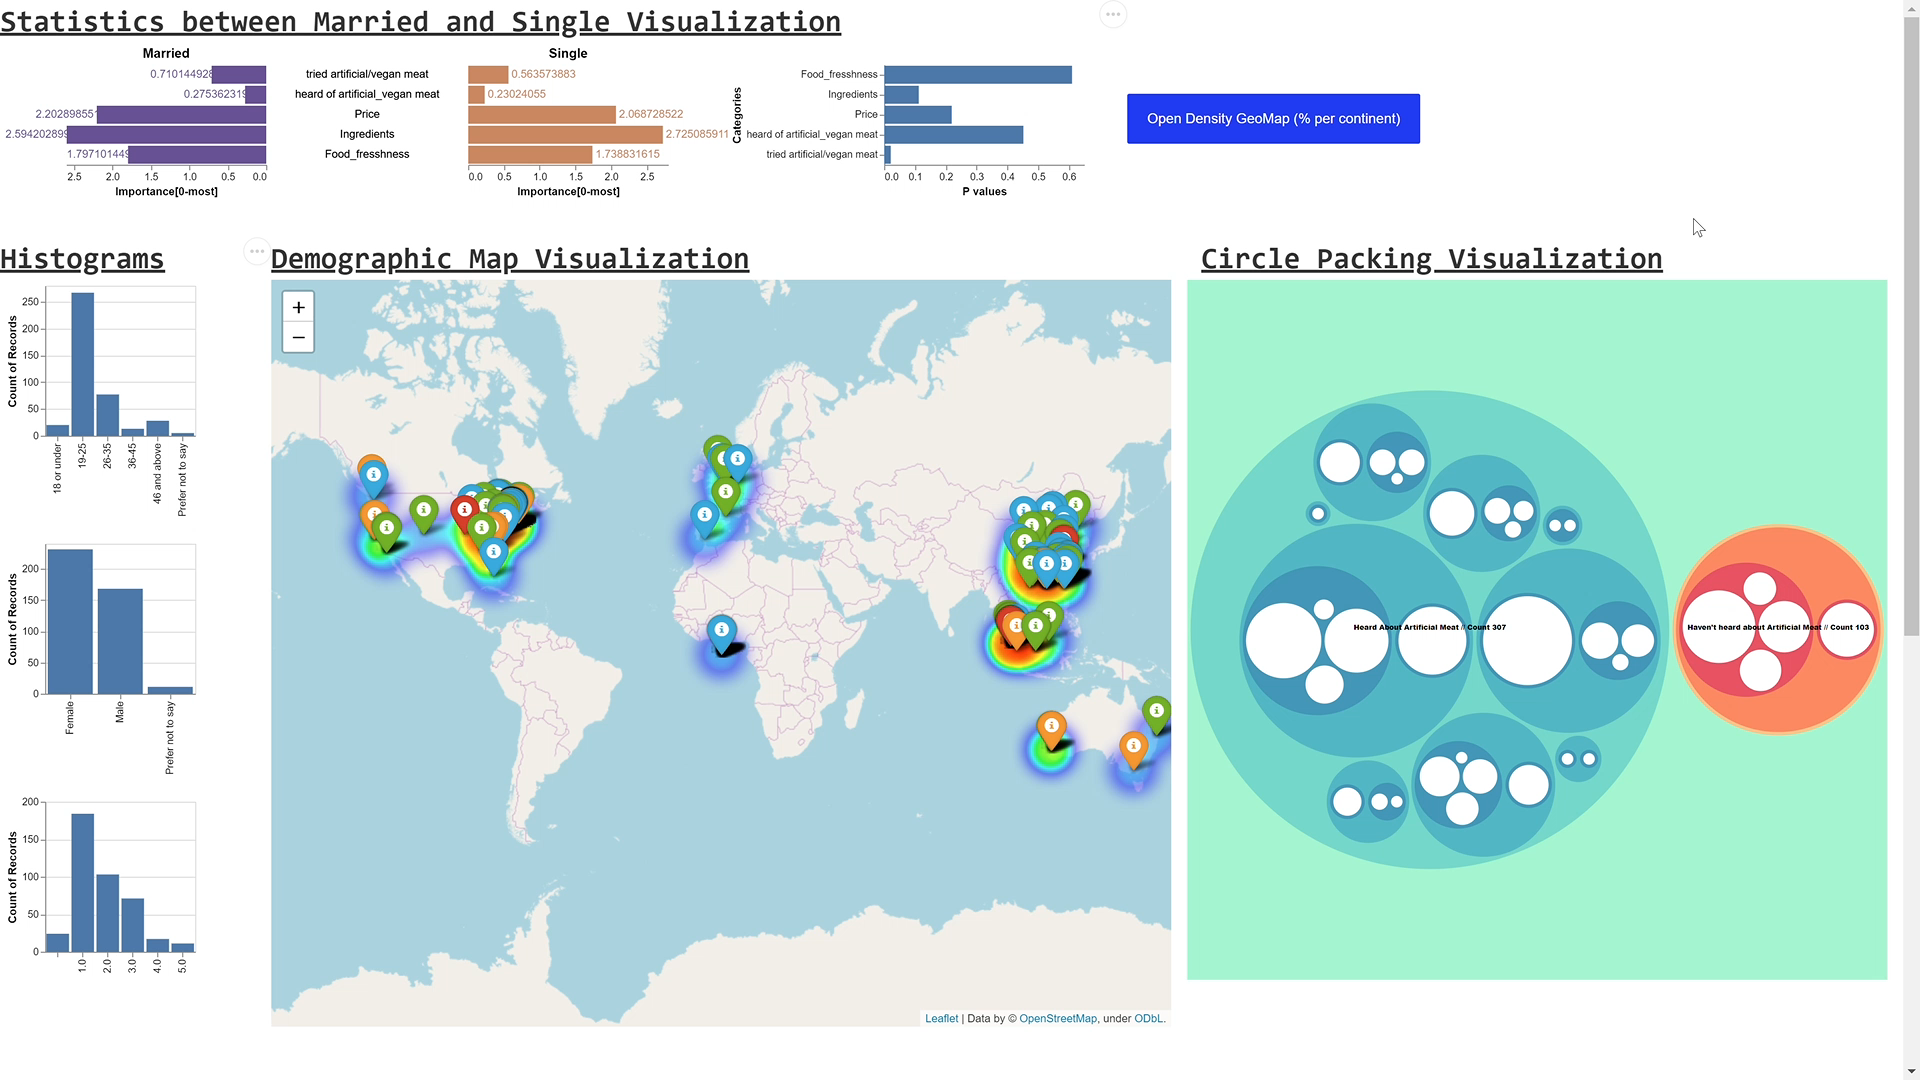 Statistics between Married and Single Visualization
Married
Single
0.710144928
tried artificial/vegan meat
0.563573883
0.275362319
heard of artificial_vegan meat
0.23024055
2.202898551
Price
2.068728522
2.594202899
Ingredients
2.725085911
1.797101449
Food_fresshness
1.738831615
2.5 2.0 1.5 1.0 0.5 0.0
Importance[0-most]
0.0 0.5 1.0 1.5 2.0 2.5
Importance[0-most]
Categories
Food_fresshness
Ingredients
Price
heard of artificial_vegan meat
tried artificial/vegan meat
0.0 0.1 0.2 0.3 0.4 0.5 0.6
P values
Open Density GeoMap (% per continent)
Histograms
Count of Records
250
200
150
100
50
0
18 or under
19-25
26-35
36-45
46 and above
Prefer not to say
Count of Records
200
150
100
50
0
Female
Male
Prefer not to say
Count of Records
200
150
100
50
0
1.0
2.0
3.0
4.0
5.0
Demographic Map Visualization
+
−
Leaflet | Data by © OpenStreetMap, under ODbL.
Circle Packing Visualization
Heard About Artificial Meat // Count 307
Haven't heard about Artificial Meat // Count 103